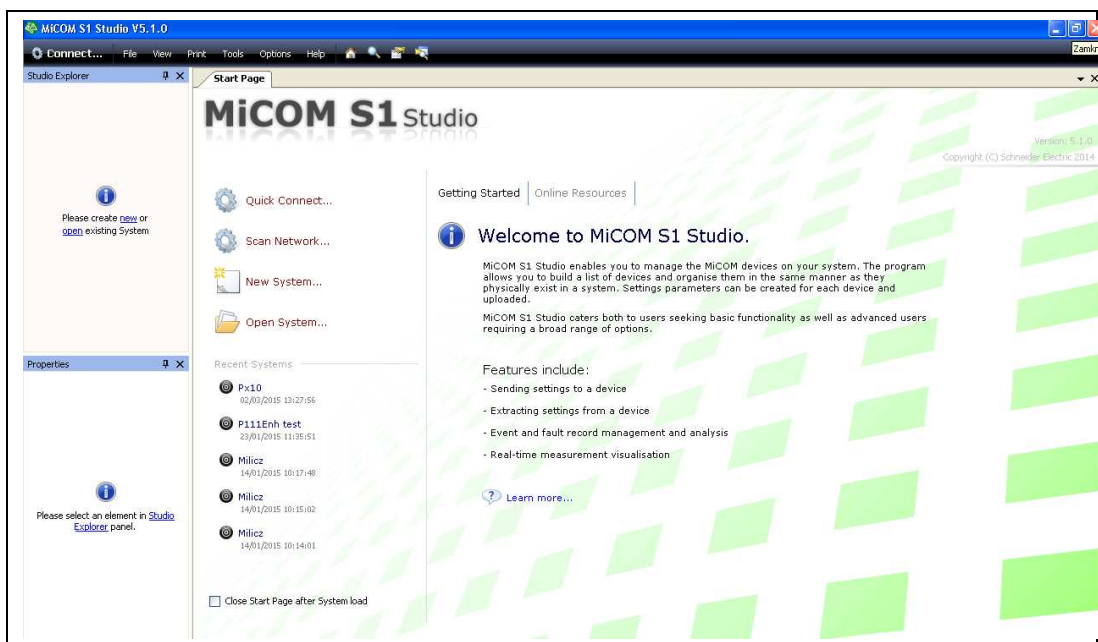 MiCOM S1 Studio V5.1.0
Connect... File View Print Tools Options Help
Zamkn
Studio Explorer
Start Page
MiCOM S1 Studio
Version: 5.1.0
Copyright (C) Schneider Electric 2014
Please create new or
open existing System
Quick Connect...
Scan Network...
New System...
Open System...
Getting Started Online Resources
Welcome to MiCOM S1 Studio.
MiCOM S1 Studio enables you to manage the MiCOM devices on your system. The program
allows you to build a list of devices and organise them in the same manner as they
physically exist in a system. Settings parameters can be created for each device and
uploaded.
MiCOM S1 Studio caters both to users seeking basic functionality as well as advanced users
requiring a broad range of options.
Features include:
- Sending settings to a device
- Extracting settings from a device
- Event and fault record management and analysis
- Real-time measurement visualisation
Learn more...
Properties
Please select an element in Studio
Explorer panel.
Recent Systems
Px10
02/03/2015 13:27:56
P111Enh test
23/01/2015 11:35:51
Milicz
14/01/2015 10:17:48
Milicz
14/01/2015 10:15:02
Milicz
14/01/2015 10:14:01
Close Start Page after System load